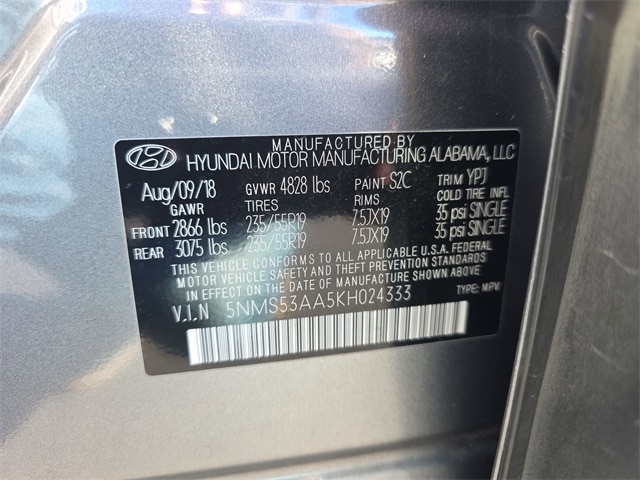 MANUFACTURED BY
HYUNDAI MOTOR MANUFACTURING ALABAMA, LLC
Aug/09/18 GVWR 4828 lbs PAINT S2C TRIM YPJ
GAWR TIRES RIMS COLD TIRE INFL
FRONT 2866 lbs 235/55R19 7.5JX19 35 psi SINGLE
REAR 3075 lbs 235/55R19 7.5JX19 35 psi SINGLE
THIS VEHICLE CONFORMS TO ALL APPLICABLE U.S.A. FEDERAL
MOTOR VEHICLE SAFETY AND THEFT PREVENTION STANDARDS
IN EFFECT ON THE DATE OF MANUFACTURE SHOWN ABOVE.
V.I.N 5NMS53AA5KH024333 TYPE: MPV